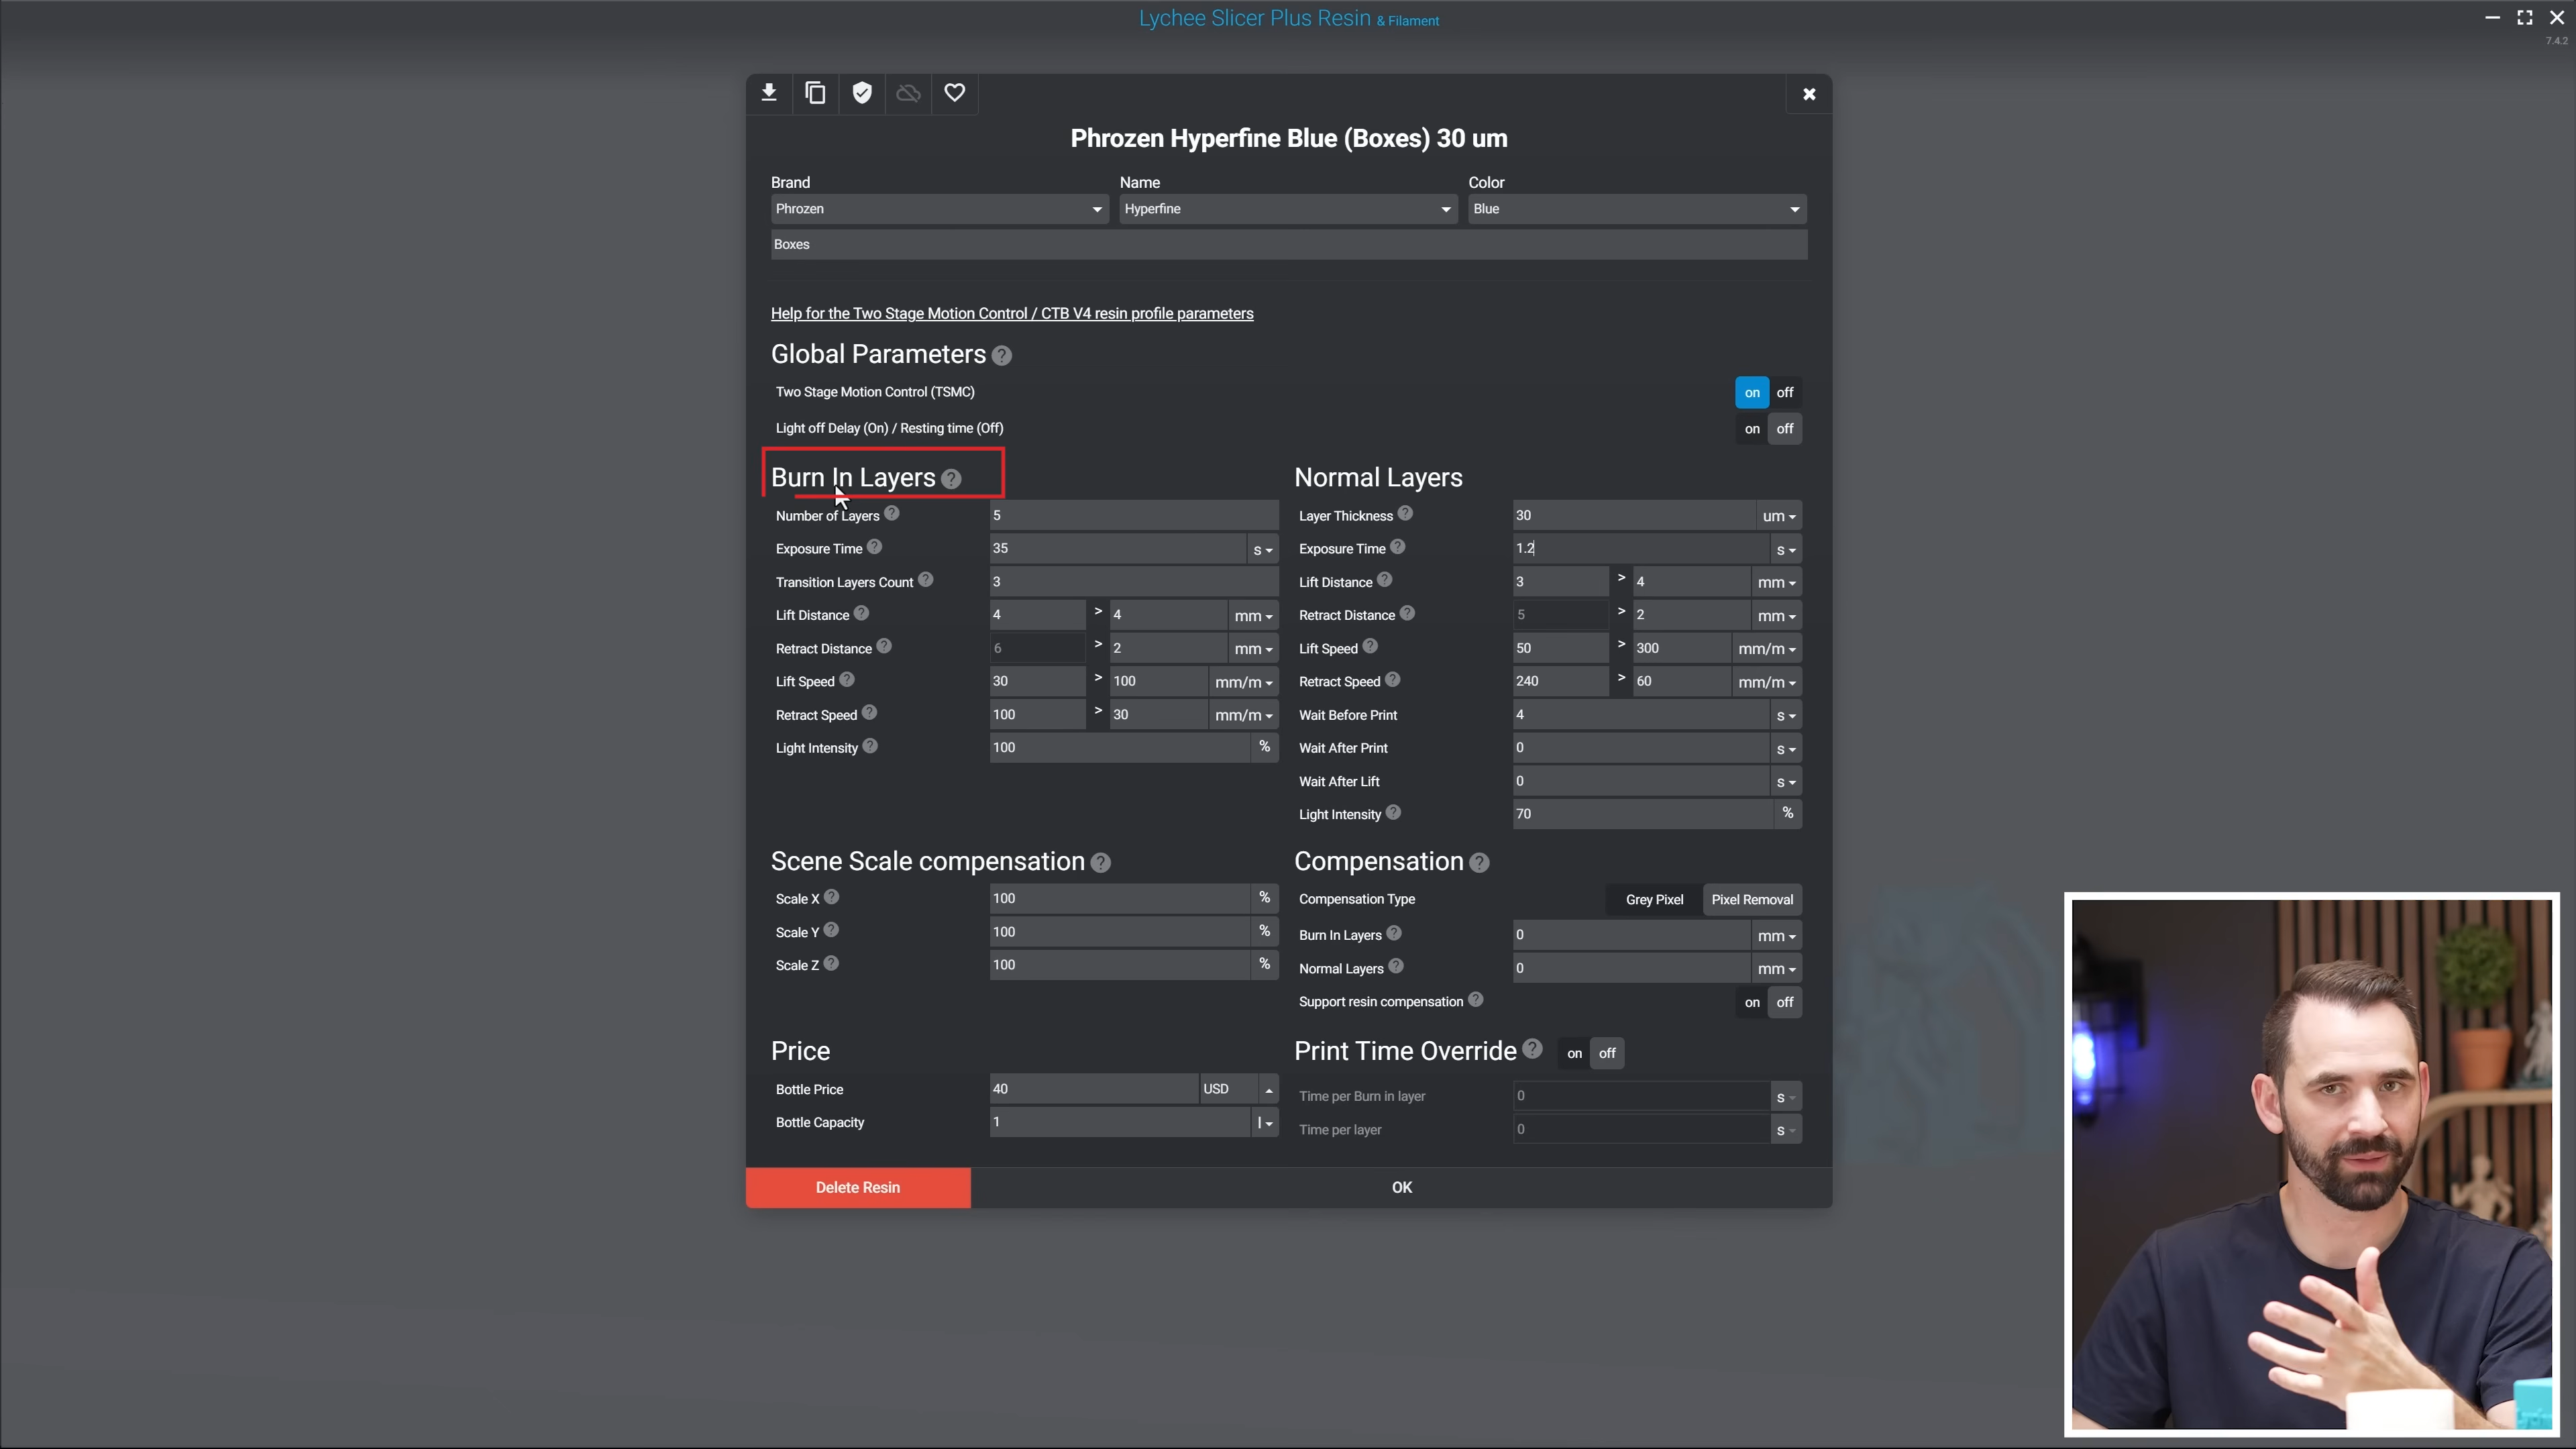 Lychee Slicer Plus Resin & Filament
7.4.2
Phrozen Hyperfine Blue (Boxes) 30 um
Brand Name Color
Phrozen Hyperfine Blue
Boxes
Help for the Two Stage Motion Control / CTB V4 resin profile parameters
Global Parameters ?
Two Stage Motion Control (TSMC) on off
Light off Delay (On) / Resting time (Off) on off
Burn In Layers ?
Number of Layers ? 5
Exposure Time ? 35 s
Transition Layers Count ? 3
Lift Distance ? 4 > 4 mm
Retract Distance ? 6 > 2 mm
Lift Speed ? 30 > 100 mm/m
Retract Speed ? 100 > 30 mm/m
Light Intensity ? 100 %
Normal Layers
Layer Thickness ? 30 um
Exposure Time ? 1.2 s
Lift Distance ? 3 > 4 mm
Retract Distance ? 5 > 2 mm
Lift Speed ? 50 > 300 mm/m
Retract Speed ? 240 > 60 mm/m
Wait Before Print 4 s
Wait After Print 0 s
Wait After Lift 0 s
Light Intensity ? 70 %
Scene Scale compensation ?
Scale X ? 100 %
Scale Y ? 100 %
Scale Z ? 100 %
Compensation ?
Compensation Type Grey Pixel Pixel Removal
Burn In Layers ? 0 mm
Normal Layers ? 0 mm
Support resin compensation ? on off
Price
Bottle Price 40 USD
Bottle Capacity 1 l
Print Time Override ? on off
Time per Burn in layer 0 s
Time per layer 0 s
Delete Resin OK